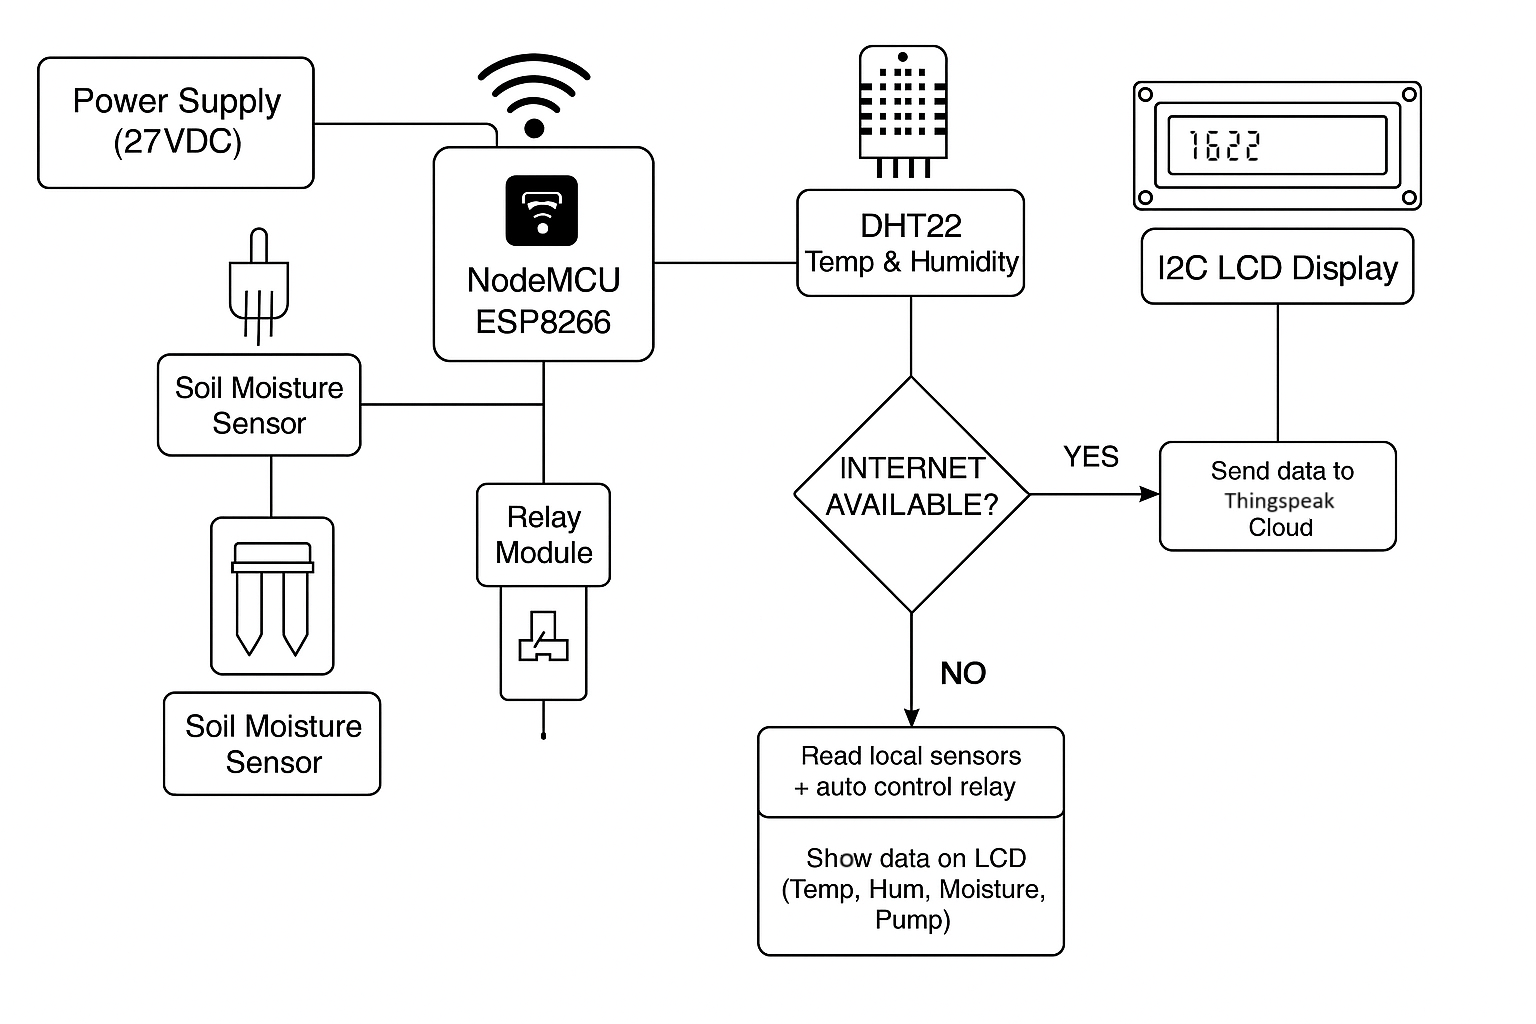 Power Supply
(27VDC)
NodeMCU
ESP8266
DHT22
Temp & Humidity
1622
I2C LCD Display
Soil Moisture
Sensor
Relay
Module
Soil Moisture
Sensor
INTERNET
AVAILABLE?
YES
Send data to
Thingspeak
Cloud
NO
Read local sensors
+ auto control relay
Show data on LCD
(Temp, Hum, Moisture,
Pump)